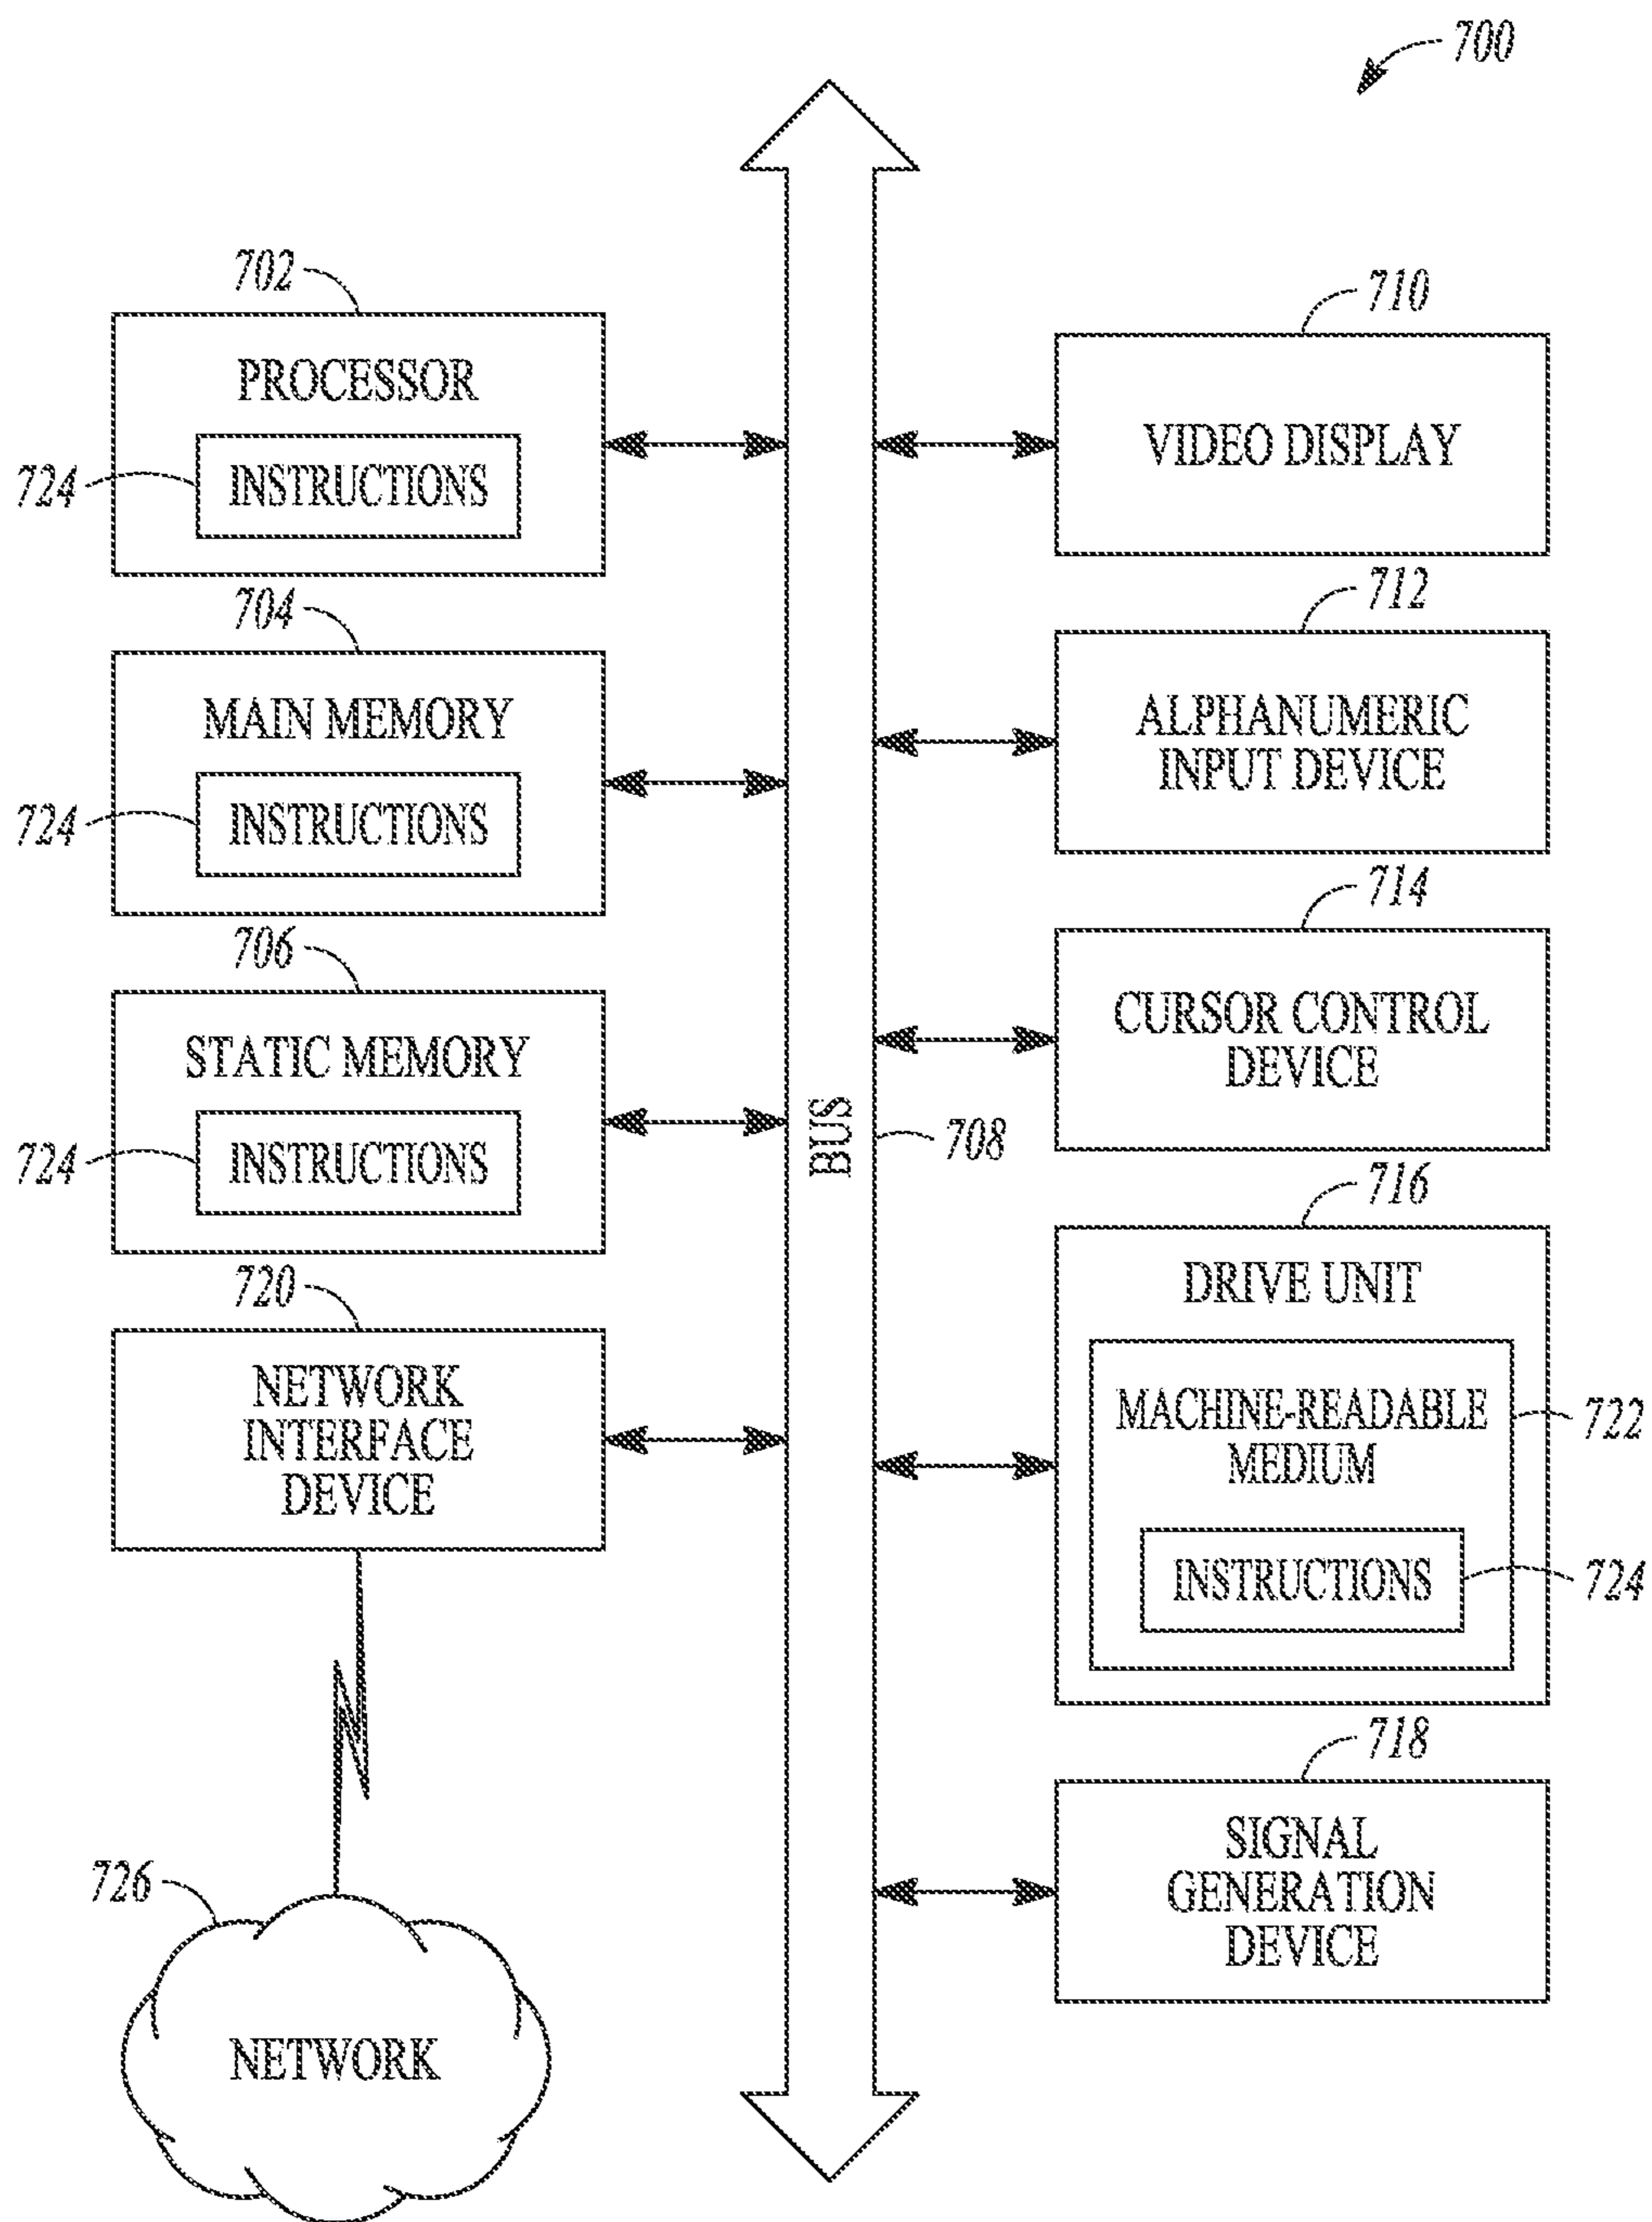 700
702
PROCESSOR
724
INSTRUCTIONS
704
MAIN MEMORY
724
INSTRUCTIONS
706
STATIC MEMORY
724
INSTRUCTIONS
720
NETWORK
INTERFACE
DEVICE
726
NETWORK
BUS
708
710
VIDEO DISPLAY
712
ALPHANUMERIC
INPUT DEVICE
714
CURSOR CONTROL
DEVICE
716
DRIVE UNIT
MACHINE-READABLE
MEDIUM
722
INSTRUCTIONS
724
718
SIGNAL
GENERATION
DEVICE